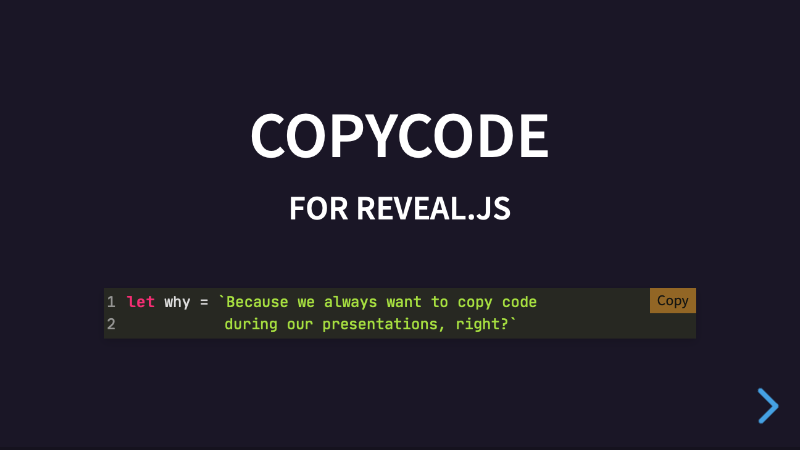 COPYCODE
FOR REVEAL.JS
1 let why = `Because we always want to copy code
Copy
2 during our presentations, right?`